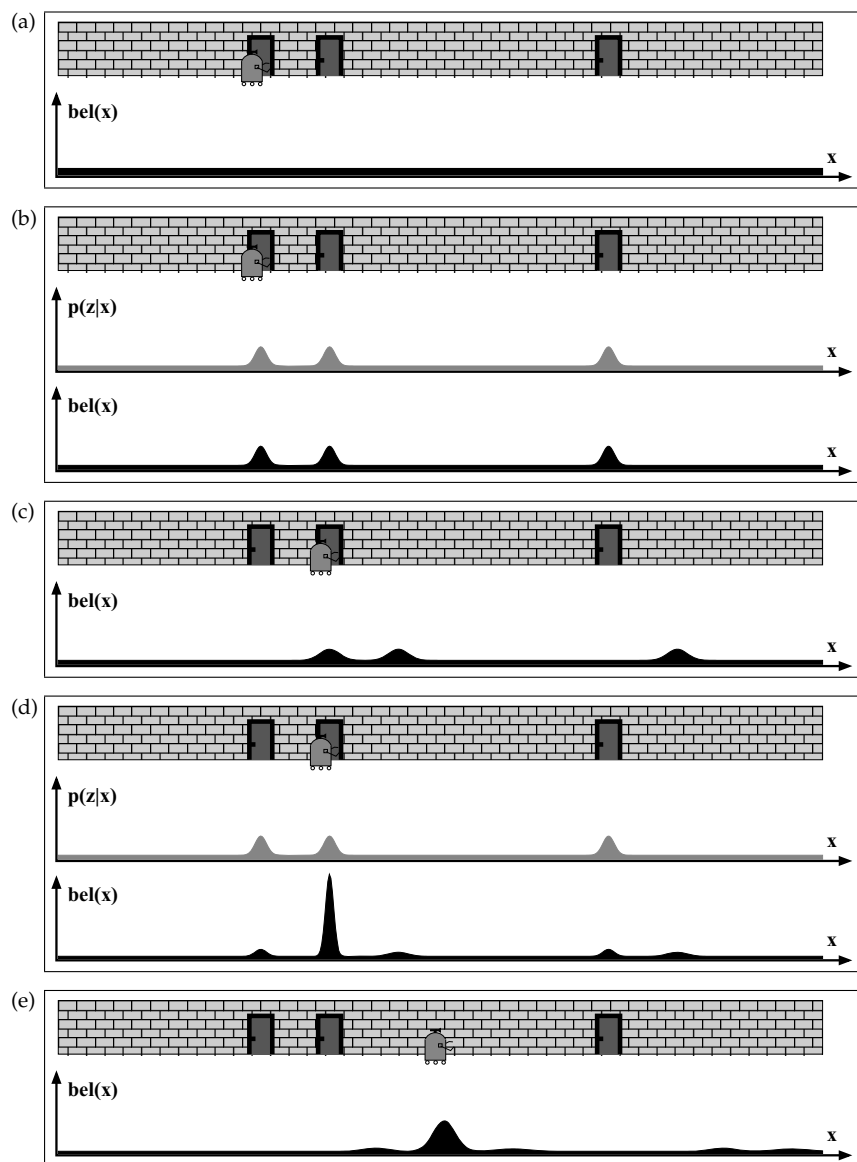 (a)
bel(x)
x
(b)
p(z|x)
x
bel(x)
x
(c)
bel(x)
x
(d)
p(z|x)
x
bel(x)
x
(e)
bel(x)
x